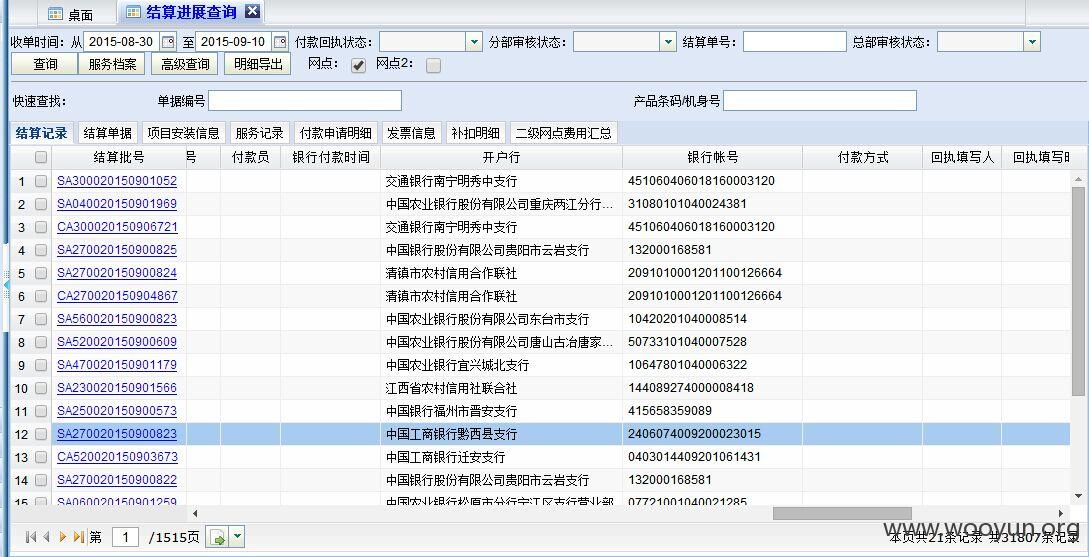 桌面 结算进展查询
收单时间：从 2015-08-30 至 2015-09-10 付款回执状态： 分部审核状态： 结算单号： 总部审核状态：
查询 服务档案 高级查询 明细导出 网点： 网点2：
快速查找： 单据编号 产品条码/机身号
结算记录 结算单据 项目安装信息 服务记录 付款申请明细 发票信息 补扣明细 二级网点费用汇总
结算批号 号 付款员 银行付款时间 开户行 银行帐号 付款方式 回执填写人 回执填写时
1 SA300020150901052 交通银行南宁明秀中支行 451060406018160003120
2 SA040020150901969 中国农业银行股份有限公司重庆两江分行... 31080101040024381
3 CA300020150906721 交通银行南宁明秀中支行 451060406018160003120
4 SA270020150900825 中国银行股份有限公司贵阳市云岩支行 132000168581
5 SA270020150900824 清镇市农村信用合作联社 2091010001201100126664
6 CA270020150904867 清镇市农村信用合作联社 2091010001201100126664
7 SA560020150900823 中国农业银行股份有限公司东台市支行 10420201040008514
8 SA520020150900609 中国农业银行股份有限公司唐山古冶唐家... 50733101040007528
9 SA470020150901179 中国农业银行宜兴城北支行 10647801040006322
10 SA230020150901566 江西省农村信用社联合社 144089274000008418
11 SA250020150900573 中国银行福州市晋安支行 415658359089
12 SA270020150900823 中国工商银行黔西县支行 2406074009200023015
13 CA520020150903673 中国工商银行迁安支行 0403014409201061431
14 SA270020150900822 中国银行股份有限公司贵阳市云岩支行 132000168581
15 SA060020150901259 中国农业银行松原市分行宁江区支行营业部 07721001040021285
第 1 /1515页 本页共21条记录 共31807条记录
www.wooyun.org